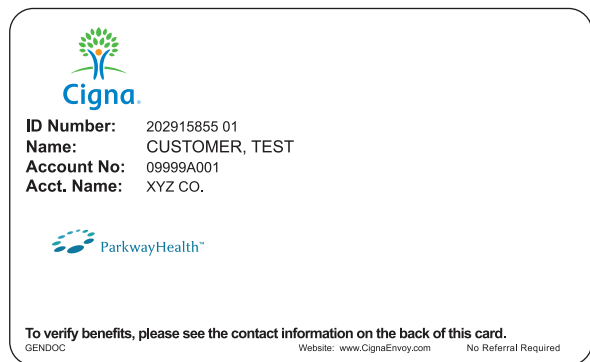 Cigna.
ID Number: 202915855 01
Name: CUSTOMER, TEST
Account No: 09999A001
Acct. Name: XYZ CO.
ParkwayHealth™
To verify benefits, please see the contact information on the back of this card.
GENDOC Website: www.CignaEnvoy.com No Referral Required